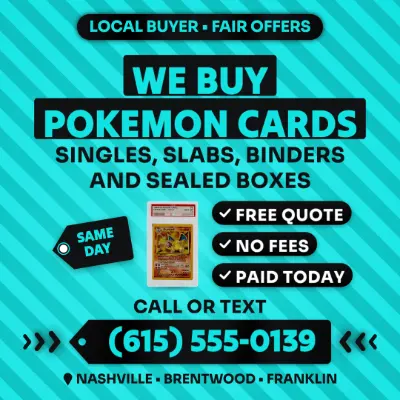 LOCAL BUYER • FAIR OFFERS
WE BUY
POKEMON CARDS
SINGLES, SLABS, BINDERS
AND SEALED BOXES
SAME
DAY
FREE QUOTE
NO FEES
PAID TODAY
CALL OR TEXT
(615) 555-0139
NASHVILLE • BRENTWOOD • FRANKLIN